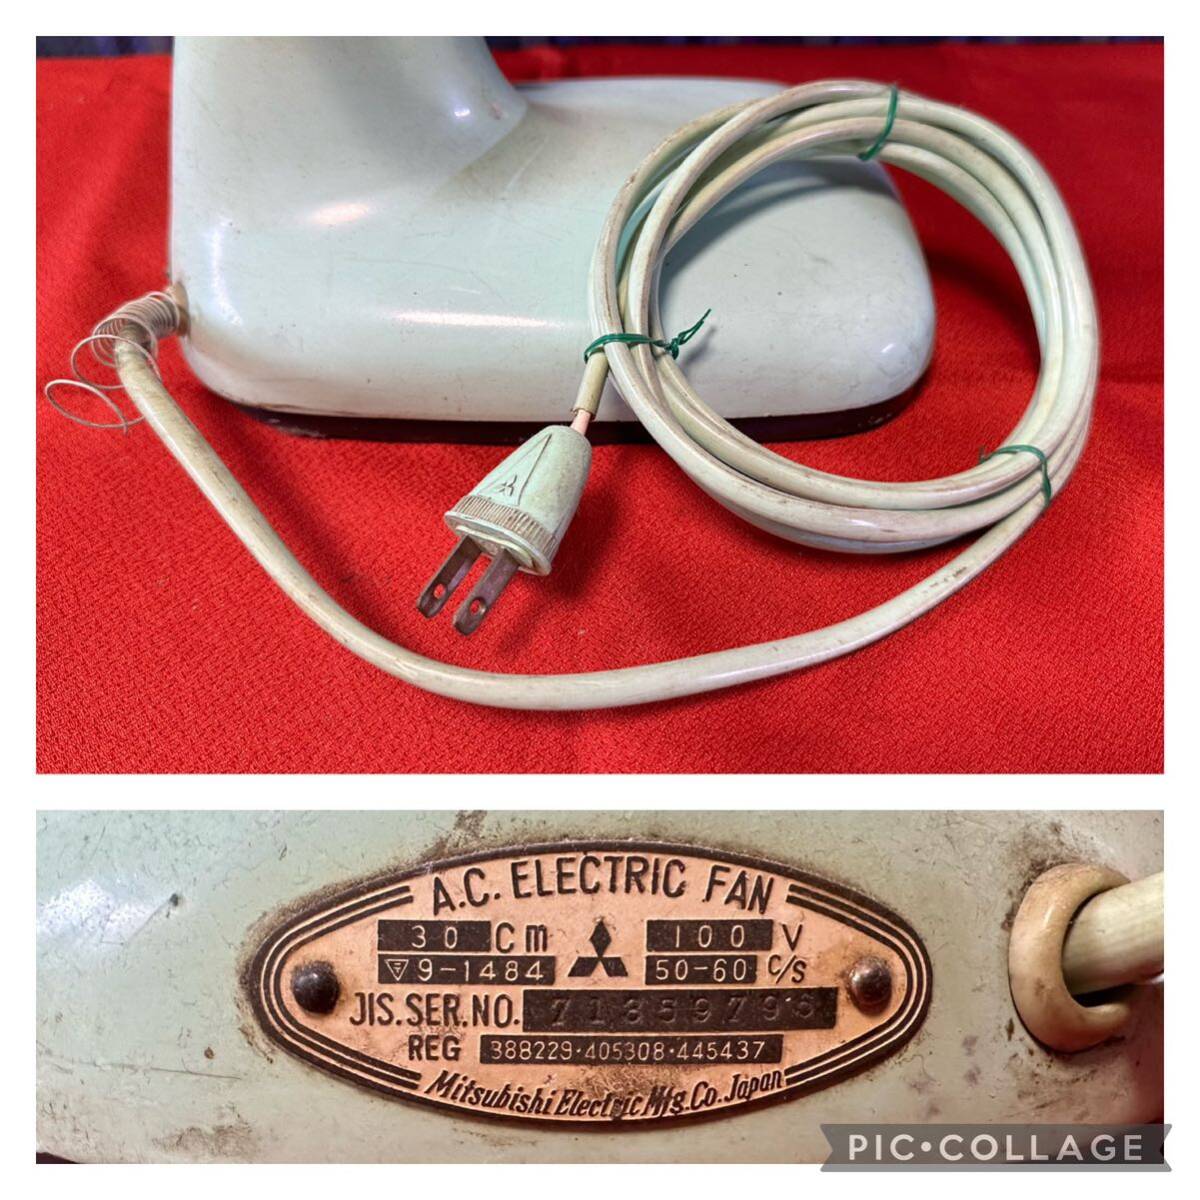 A.C. ELECTRIC FAN
30 Cm 100 V
9-1484 50-60 C/S
JIS.SER.NO. 71359796
REG 388229·405308·445437
Mitsubishi Electric Mfg.Co. Japan
PIC•COLLAGE